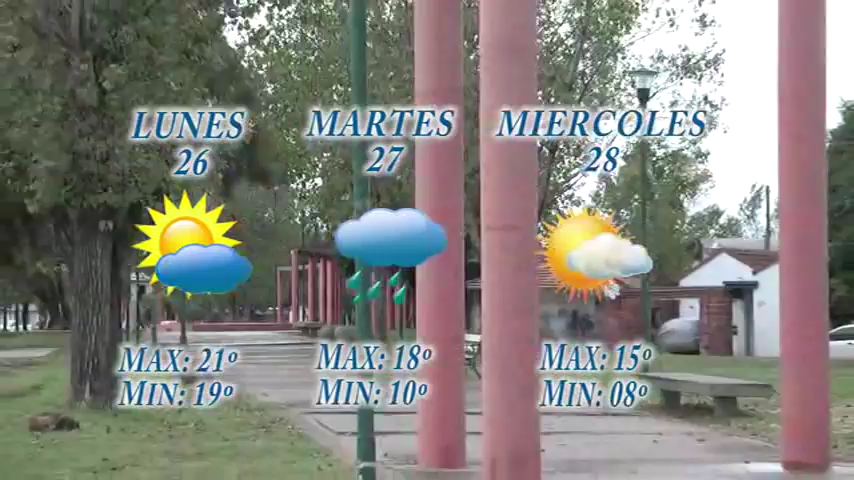 LUNES
26
MAX: 21º
MIN: 19º
MARTES
27
MAX: 18º
MIN: 10º
MIERCOLES
28
MAX: 15º
MIN: 08º